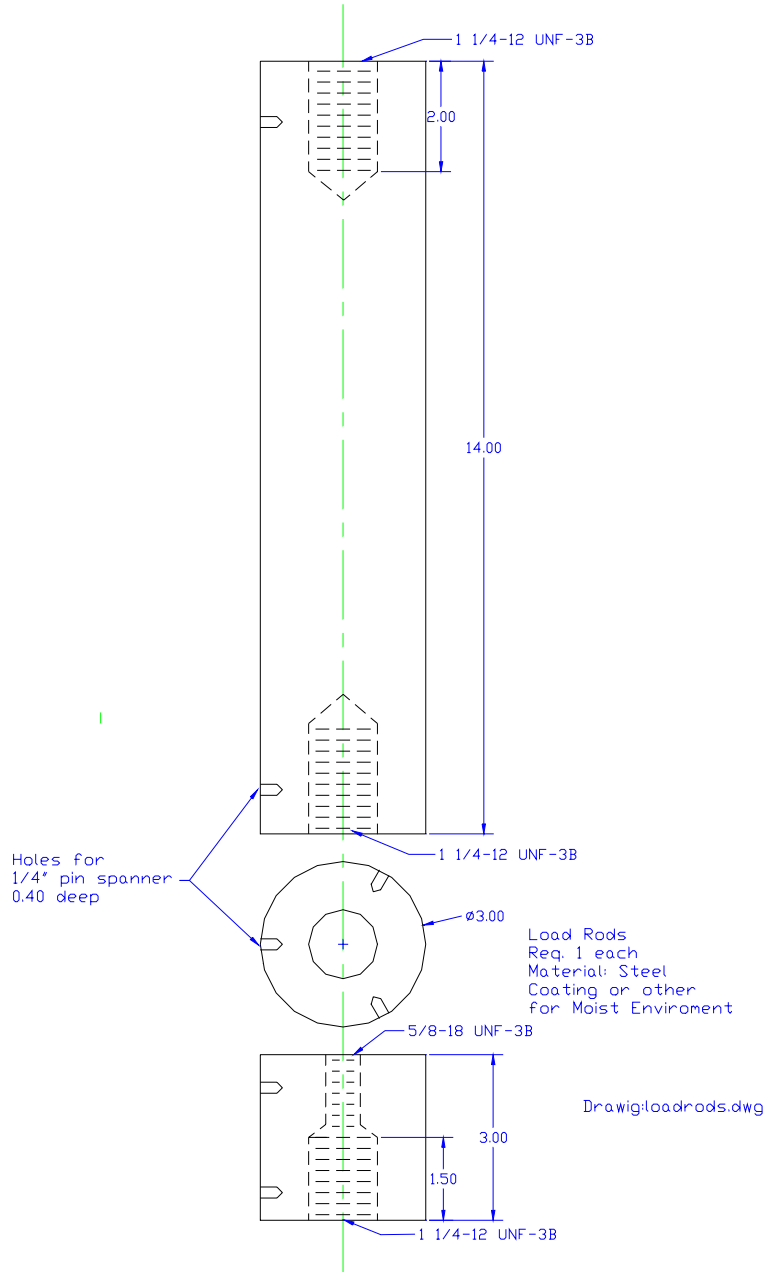 1 1/4-12 UNF-3B
2.00
14.00
1 1/4-12 UNF-3B
Holes for
1/4" pin spanner
0.40 deep
ø3.00
Load Rods
Req. 1 each
Material: Steel
Coating or other
for Moist Enviroment
5/8-18 UNF-3B
Drawig:loadrods.dwg
3.00
1.50
1 1/4-12 UNF-3B